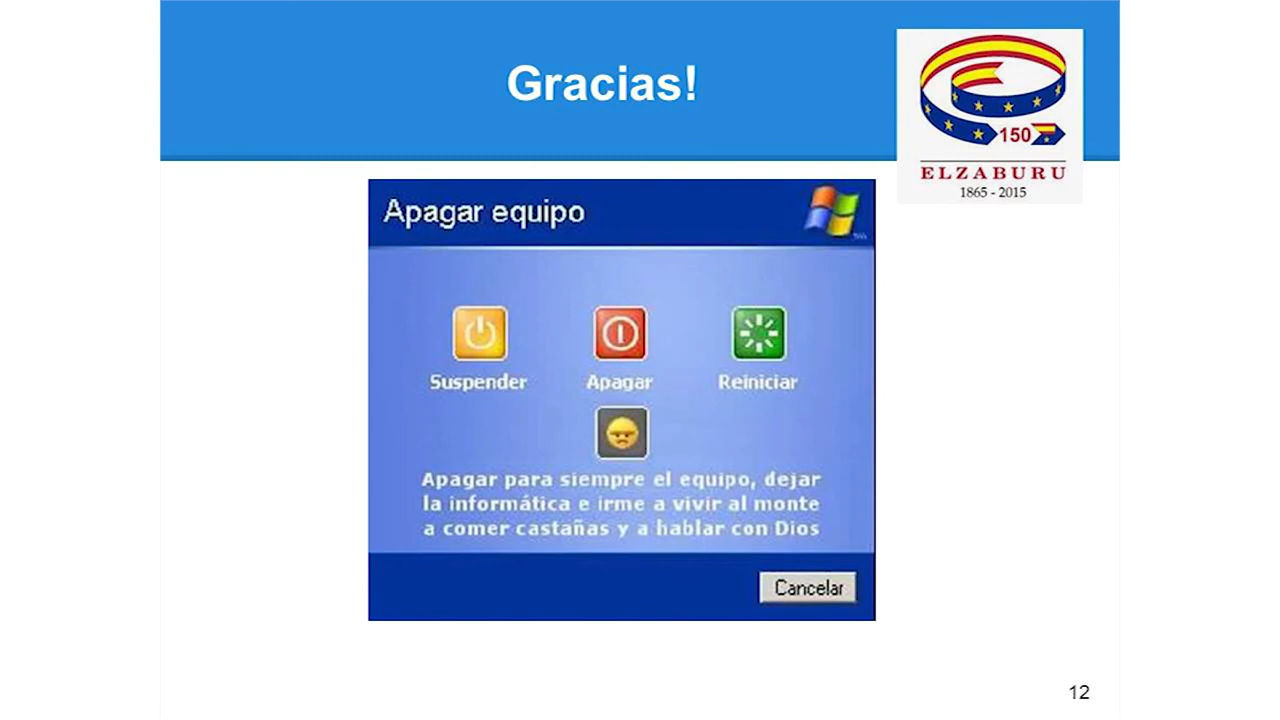 Gracias!
150
ELZABURU
1865 - 2015
Apagar equipo
Suspender
Apagar
Reiniciar
Apagar para siempre el equipo, dejar
la informática e irme a vivir al monte
a comer castañas y a hablar con Dios
Cancelar
12